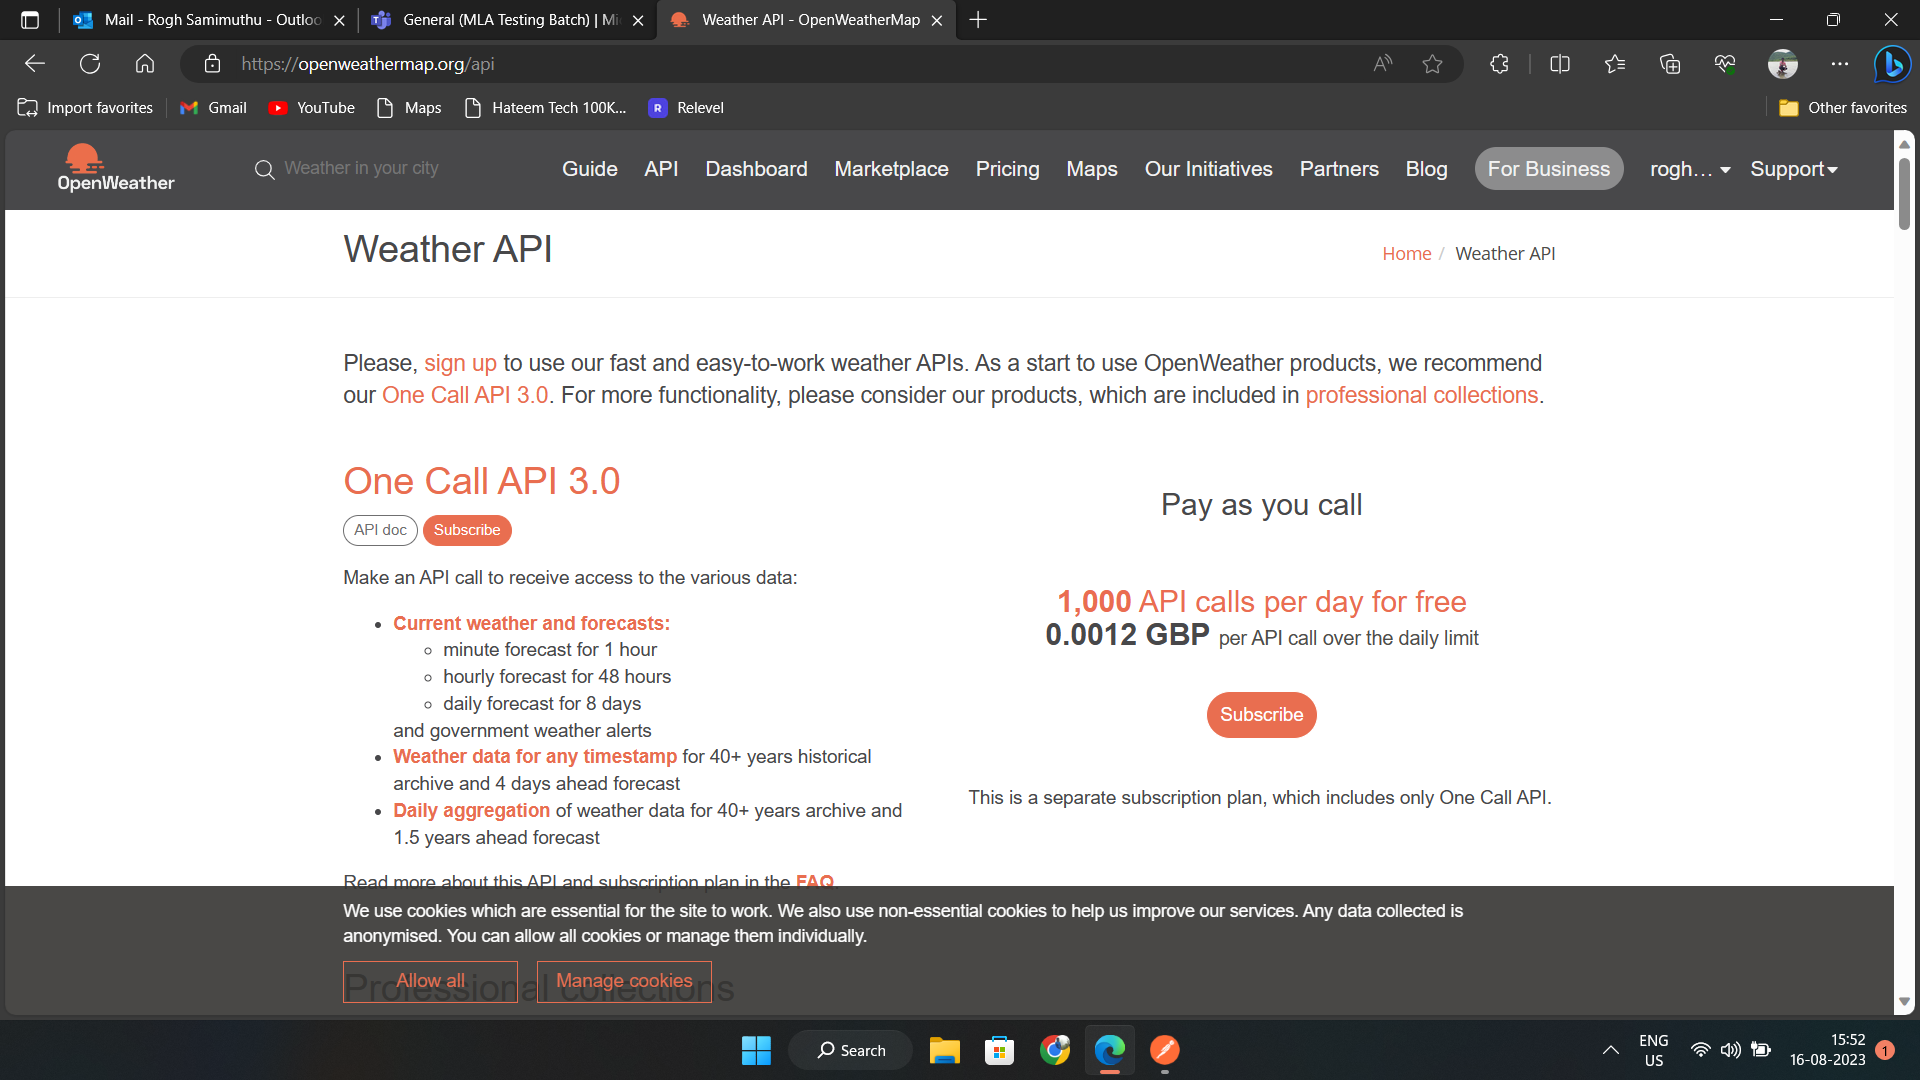 Mail - Rogh Samimuthu - Outloo
General (MLA Testing Batch) | Mi
Weather API - OpenWeatherMap
https://openweathermap.org/api
Import favorites
Gmail
YouTube
Maps
Hateem Tech 100K...
Relevel
Other favorites
OpenWeather
Weather in your city
Guide
API
Dashboard
Marketplace
Pricing
Maps
Our Initiatives
Partners
Blog
For Business
rogh...
Support
Weather API
Home / Weather API
Please, sign up to use our fast and easy-to-work weather APIs. As a start to use OpenWeather products, we recommend
our One Call API 3.0. For more functionality, please consider our products, which are included in professional collections.
One Call API 3.0
API doc
Subscribe
Make an API call to receive access to the various data:
Current weather and forecasts:
minute forecast for 1 hour
hourly forecast for 48 hours
daily forecast for 8 days
and government weather alerts
Weather data for any timestamp for 40+ years historical
archive and 4 days ahead forecast
Daily aggregation of weather data for 40+ years archive and
1.5 years ahead forecast
Read more about this API and subscription plan in the FAQ.
Pay as you call
1,000 API calls per day for free
0.0012 GBP per API call over the daily limit
Subscribe
This is a separate subscription plan, which includes only One Call API.
We use cookies which are essential for the site to work. We also use non-essential cookies to help us improve our services. Any data collected is
anonymised. You can allow all cookies or manage them individually.
Allow all
Manage cookies
Professional collections
Search
ENG
US
15:52
16-08-2023
1